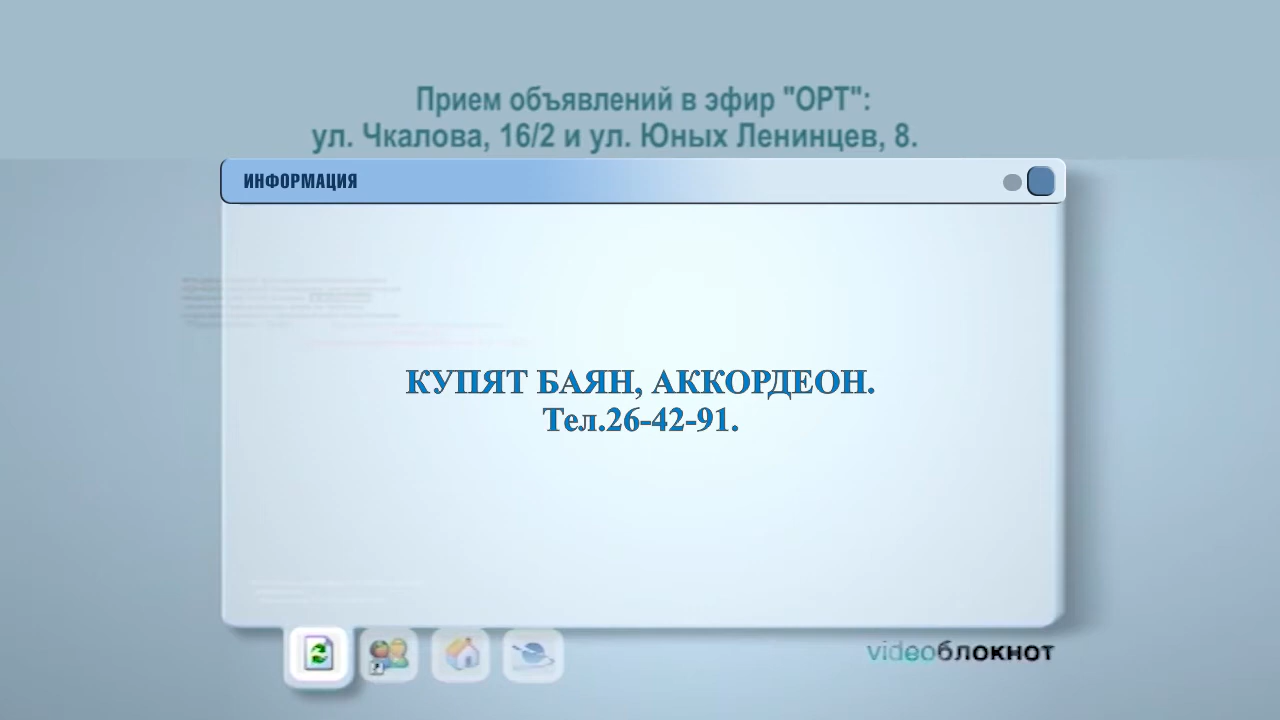 Прием объявлений в эфир "ОРТ":
ул. Чкалова, 16/2 и ул. Юных Ленинцев, 8.
ИНФОРМАЦИЯ
КУПЯТ БАЯН, АККОРДЕОН.
Тел.26-42-91.
videoблокнот